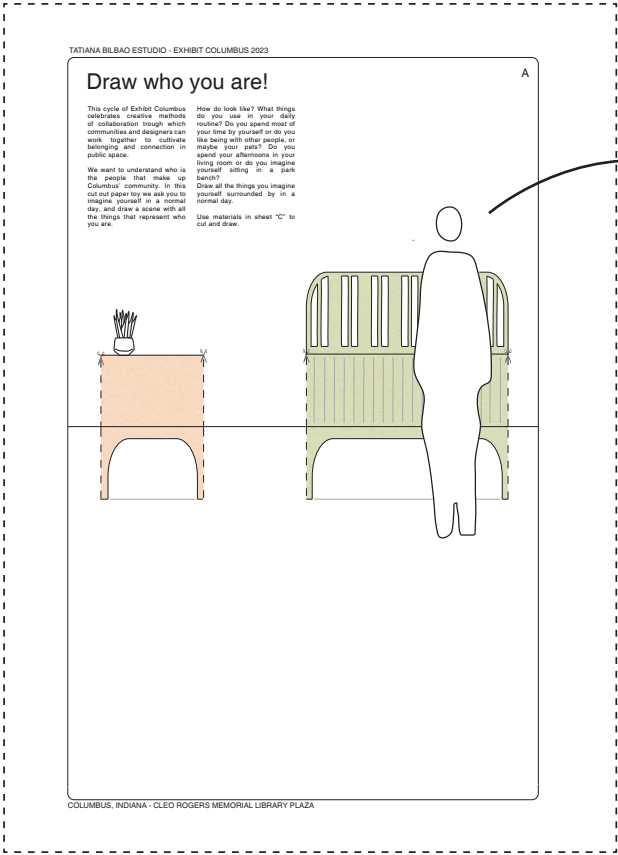 TATIANA BILBAO ESTUDIO - EXHIBIT COLUMBUS 2023
Draw who you are!
A
This cycle of Exhibit Columbus
celebrates creative methods
of collaboration trough which
communities and designers can
work together to cultivate
belonging and connection in
public space.
We want to understand who is
the people that make up
Columbus' community. In this
cut out paper toy we ask you to
imagine yourself in a normal
day, and draw a scene with all
the things that represent who
you are.
How do look like? What things
do you use in your daily
routine? Do you spend most of
your time by yourself or do you
like being with other people, or
maybe your pets? Do you
spend your afternoons in your
living room or do you imagine
yourself sitting in a park
bench?
Draw all the things you imagine
yourself surrounded by in a
normal day.
Use materials in sheet "C" to
cut and draw.
COLUMBUS, INDIANA - CLEO ROGERS MEMORIAL LIBRARY PLAZA